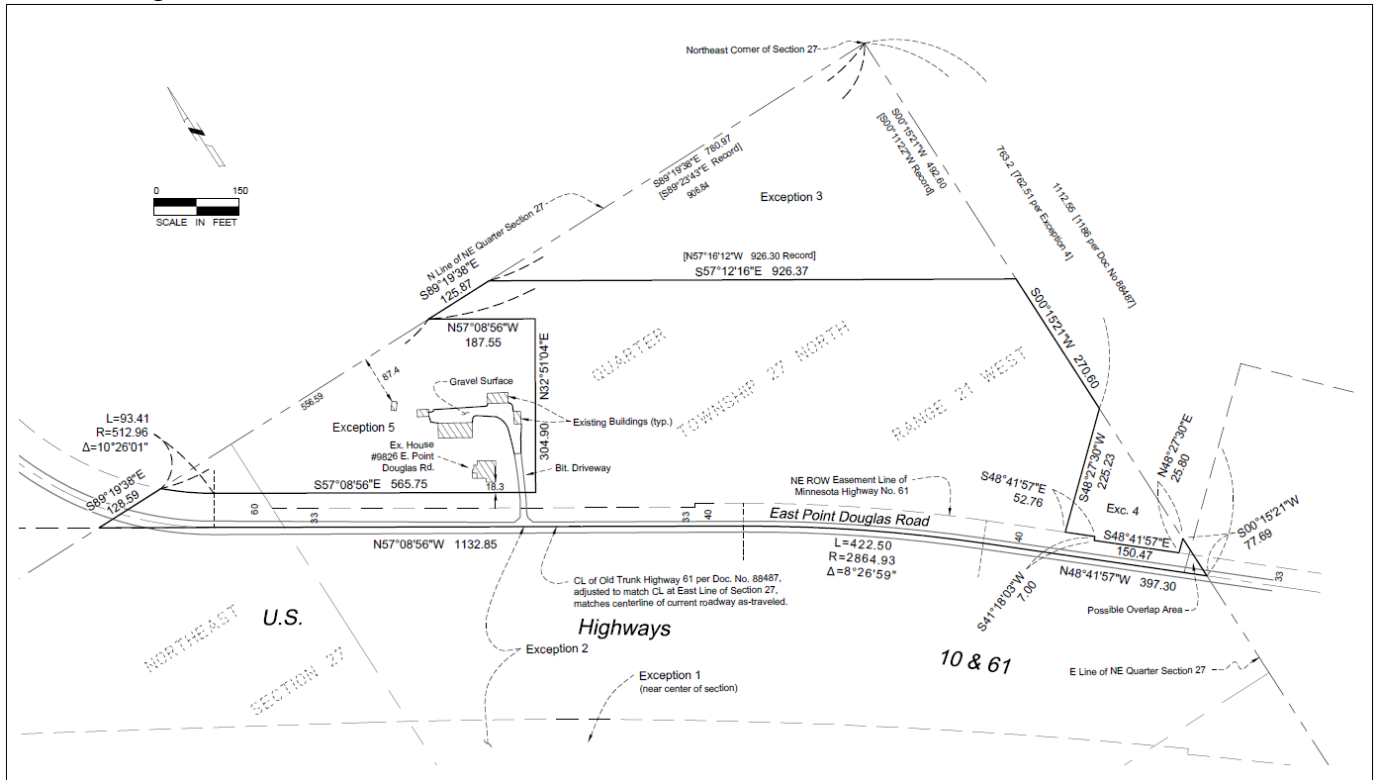 Northeast Corner of Section 27
S89°19'38"E 780.97
[S89°23'43"E Record]
906.84
S00°15'21"W 492.60
[S00°11'22"W Record]
763.2 [762.51 per Exception 4]
1112.55 [1186 per Doc No 88487]
0 150
SCALE IN FEET
Exception 3
N Line of NE Quarter Section 27
S89°19'38"E
125.87
[N57°16'12"W 926.30 Record]
S57°12'16"E 926.37
N57°08'56"W
187.55
N32°51'04"E
304.90
QUARTER
TOWNSHIP 27 NORTH
RANGE 21 WEST
S00°15'21"W 270.60
87.4
Gravel Surface
556.59
Existing Buildings (typ.)
L=93.41
R=512.96
Δ=10°26'01"
Exception 5
Ex. House
#9826 E. Point
Douglas Rd.
Bit. Driveway
S89°19'38"E
128.59
S57°08'56"E 565.75
18.3
NE ROW Easement Line of
Minnesota Highway No. 61
S48°41'57"E
52.76
S48°27'30"W
225.23
N48°27'30"E
25.80
Exc. 4
S00°15'21"W
77.69
60
33
33
40
East Point Douglas Road
40
S48°41'57"E
150.47
33
N57°08'56"W 1132.85
L=422.50
R=2864.93
Δ=8°26'59"
N48°41'57"W 397.30
S41°18'03"W
7.00
Possible Overlap Area
CL of Old Trunk Highway 61 per Doc. No. 88487,
adjusted to match CL at East Line of Section 27,
matches centerline of current roadway as-traveled.
U.S.
Highways
10 & 61
Exception 2
NORTHEAST
SECTION 27
Exception 1
(near center of section)
E Line of NE Quarter Section 27